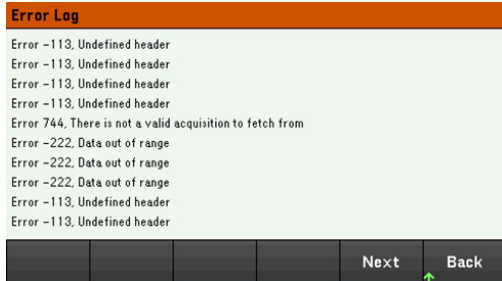 Error Log
Error -113, Undefined header
Error -113, Undefined header
Error -113, Undefined header
Error -113, Undefined header
Error 744, There is not a valid acquisition to fetch from
Error -222, Data out of range
Error -222, Data out of range
Error -222, Data out of range
Error -113, Undefined header
Error -113, Undefined header
Next Back